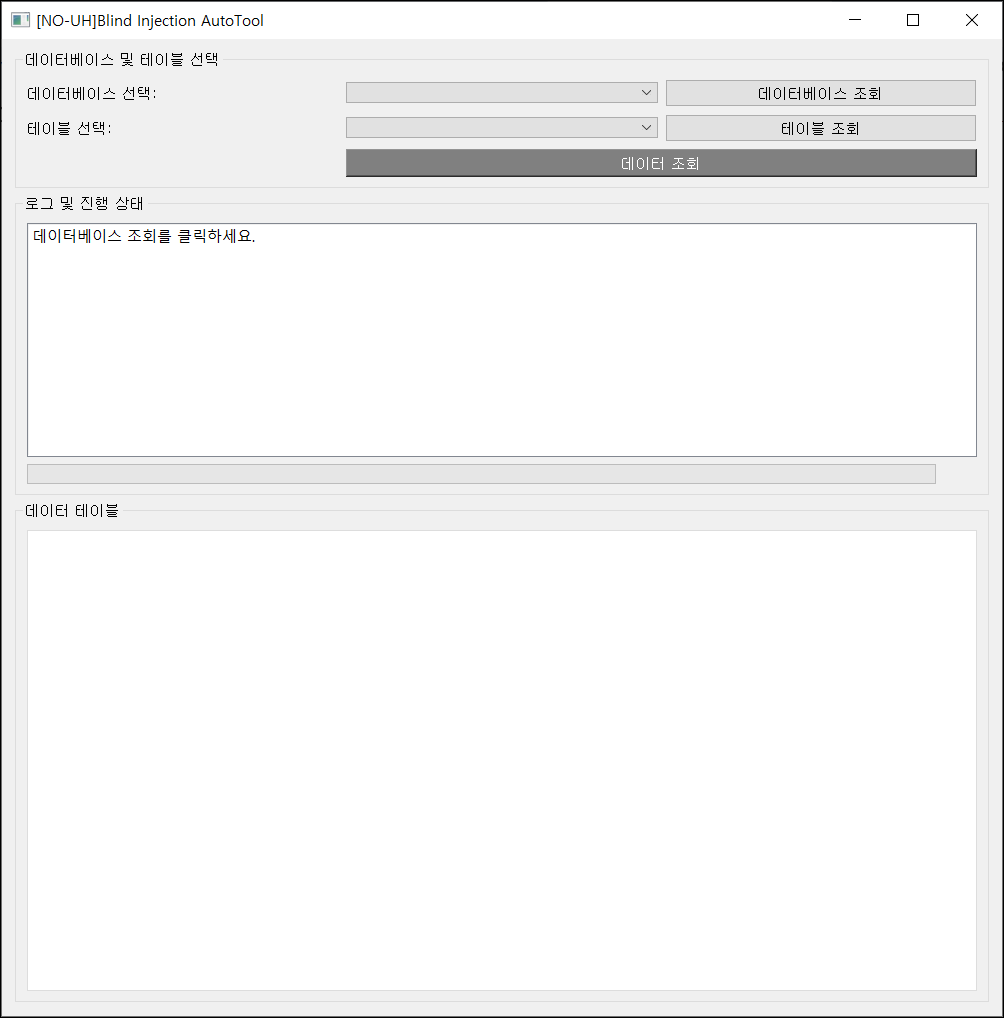 [NO-UH]Blind Injection AutoTool
데이터베이스 및 테이블 선택
데이터베이스 선택:
데이터베이스 조회
테이블 선택:
테이블 조회
데이터 조회
로그 및 진행 상태
데이터베이스 조회를 클릭하세요.
데이터 테이블